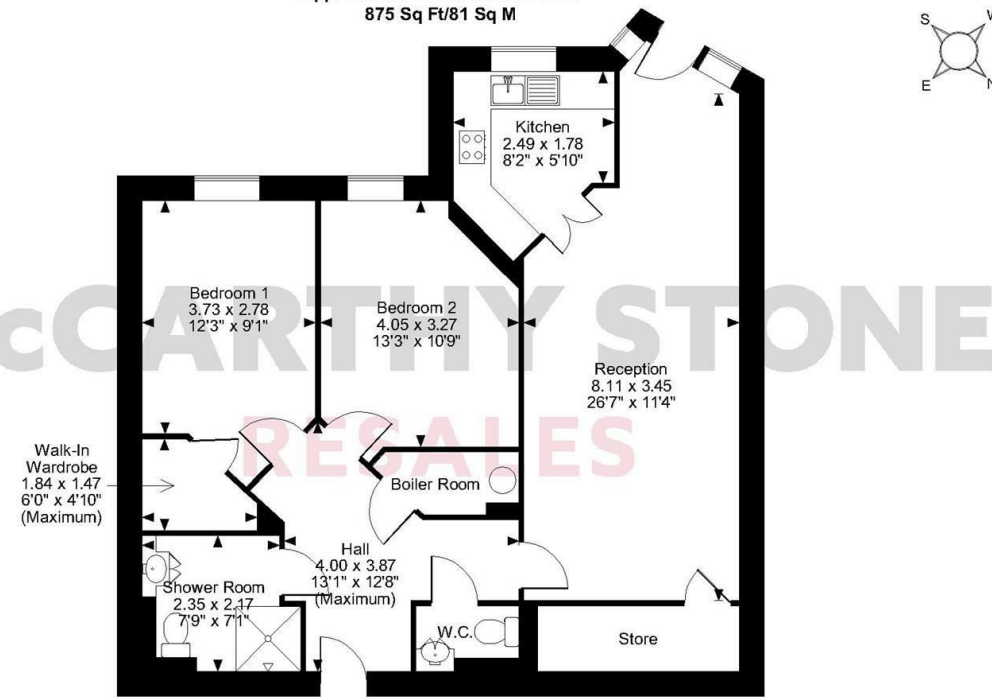 875 Sq Ft/81 Sq M
S
W
E
N
Kitchen
2.49 x 1.78
8'2" x 5'10"
Bedroom 1
3.73 x 2.78
12'3" x 9'1"
Bedroom 2
4.05 x 3.27
13'3" x 10'9"
McCARTHY STONE
RESALES
Reception
8.11 x 3.45
26'7" x 11'4"
Walk-In
Wardrobe
1.84 x 1.47
6'0" x 4'10"
(Maximum)
Boiler Room
Hall
4.00 x 3.87
13'1" x 12'8"
(Maximum)
Shower Room
2.35 x 2.17
7'9" x 7'1"
W.C.
Store